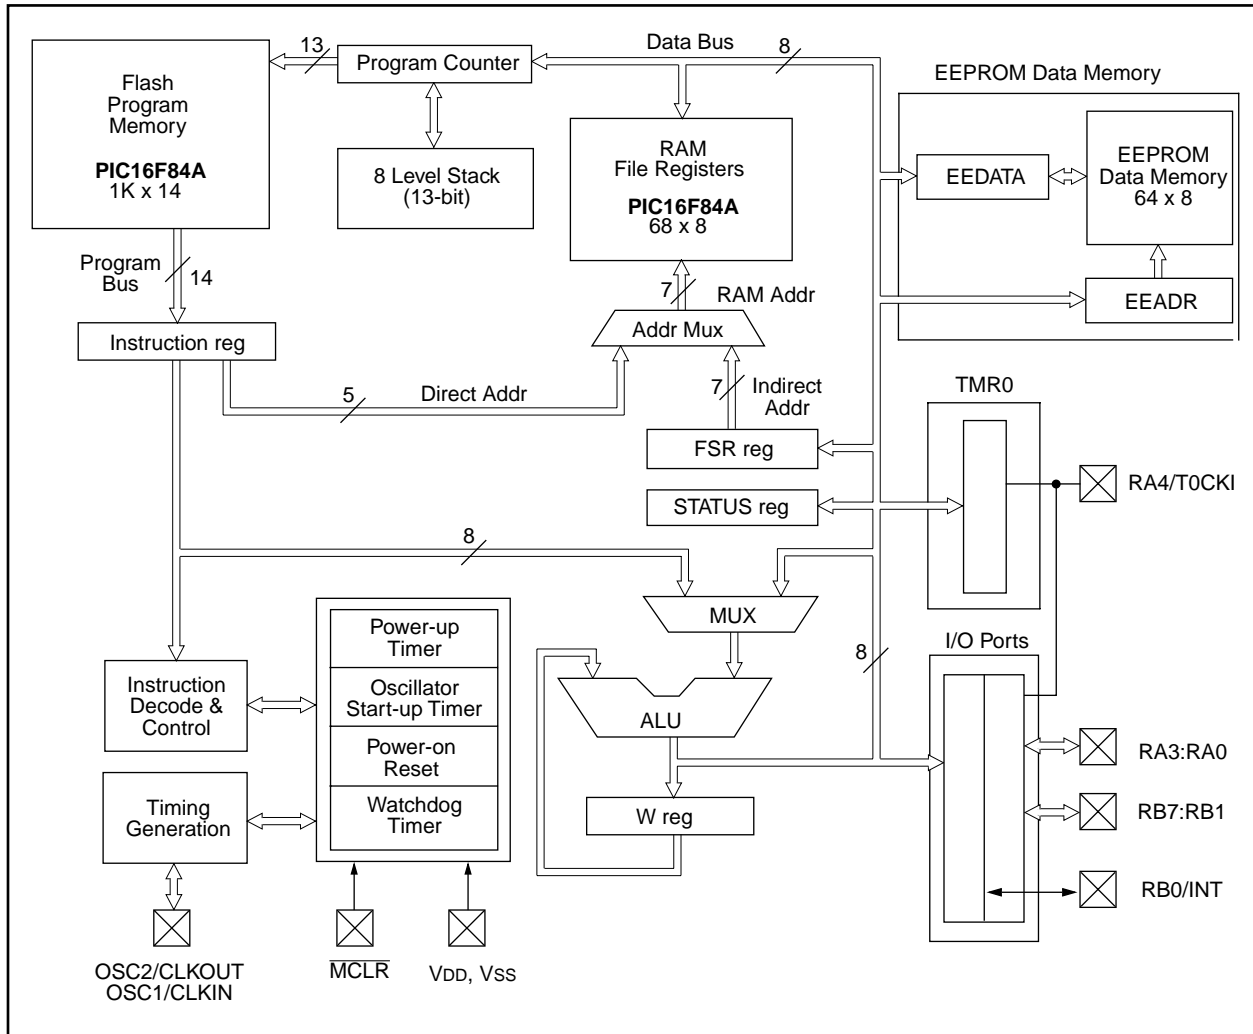 13
Program Counter
Data Bus
8
EEPROM Data Memory
Flash
Program
Memory
PIC16F84A
1K x 14
8 Level Stack
(13-bit)
RAM
File Registers
PIC16F84A
68 x 8
EEDATA
EEPROM
Data Memory
64 x 8
EEADR
Program
Bus
14
7
RAM Addr
Instruction reg
Addr Mux
5
Direct Addr
7
Indirect
Addr
FSR reg
STATUS reg
TMR0
RA4/T0CKI
8
MUX
Power-up
Timer
Oscillator
Start-up Timer
Power-on
Reset
Watchdog
Timer
8
I/O Ports
Instruction
Decode &
Control
ALU
RA3:RA0
Timing
Generation
W reg
RB7:RB1
RB0/INT
OSC2/CLKOUT
OSC1/CLKIN
MCLR
VDD, VSS